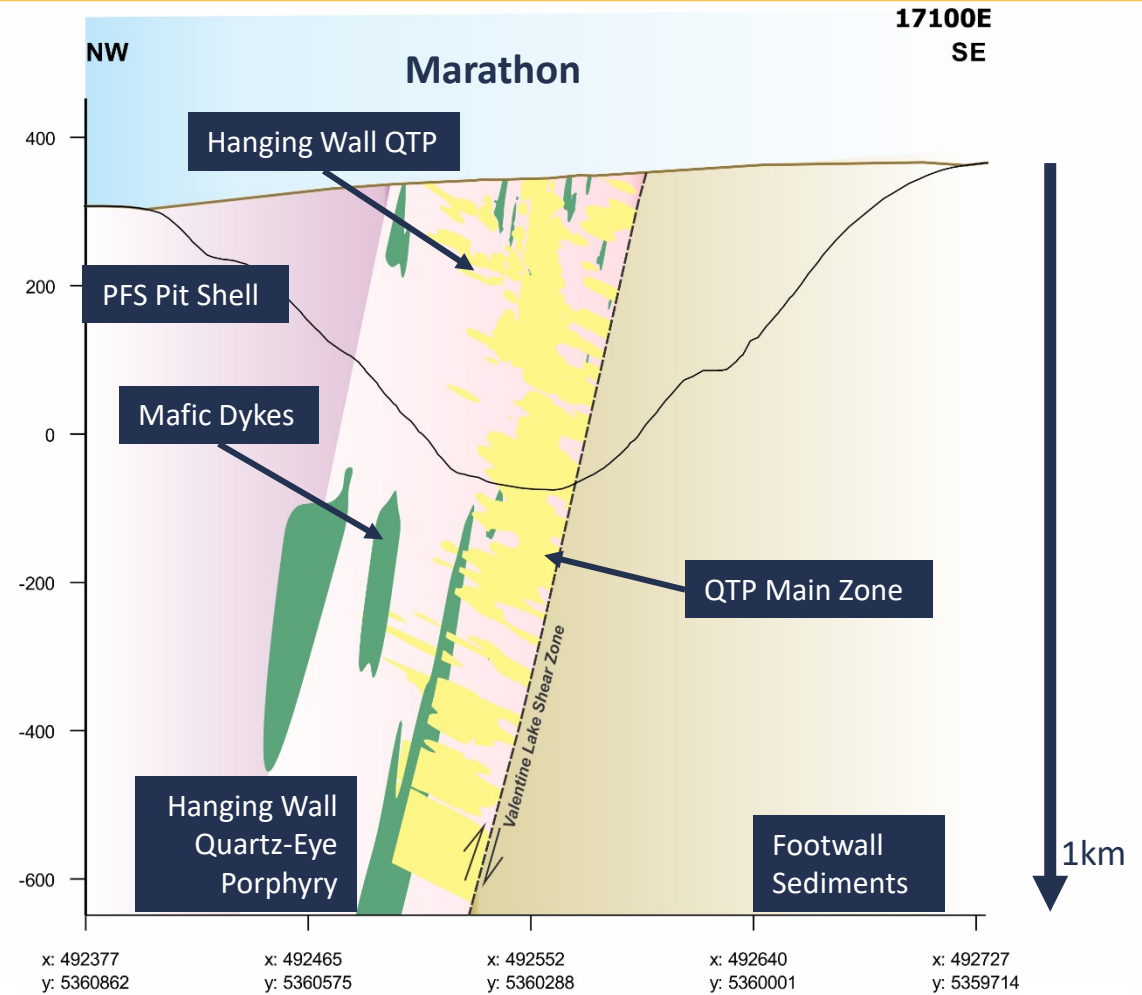 17100E
NW
SE
Marathon
Hanging Wall QTP
400
200
PFS Pit Shell
Mafic Dykes
0
-200
QTP Main Zone
Valentine Lake Shear Zone
-400
Hanging Wall
Quartz-Eye
Porphyry
Footwall
Sediments
1km
-600
x: 492377
y: 5360862
x: 492465
y: 5360575
x: 492552
y: 5360288
x: 492640
y: 5360001
x: 492727
y: 5359714